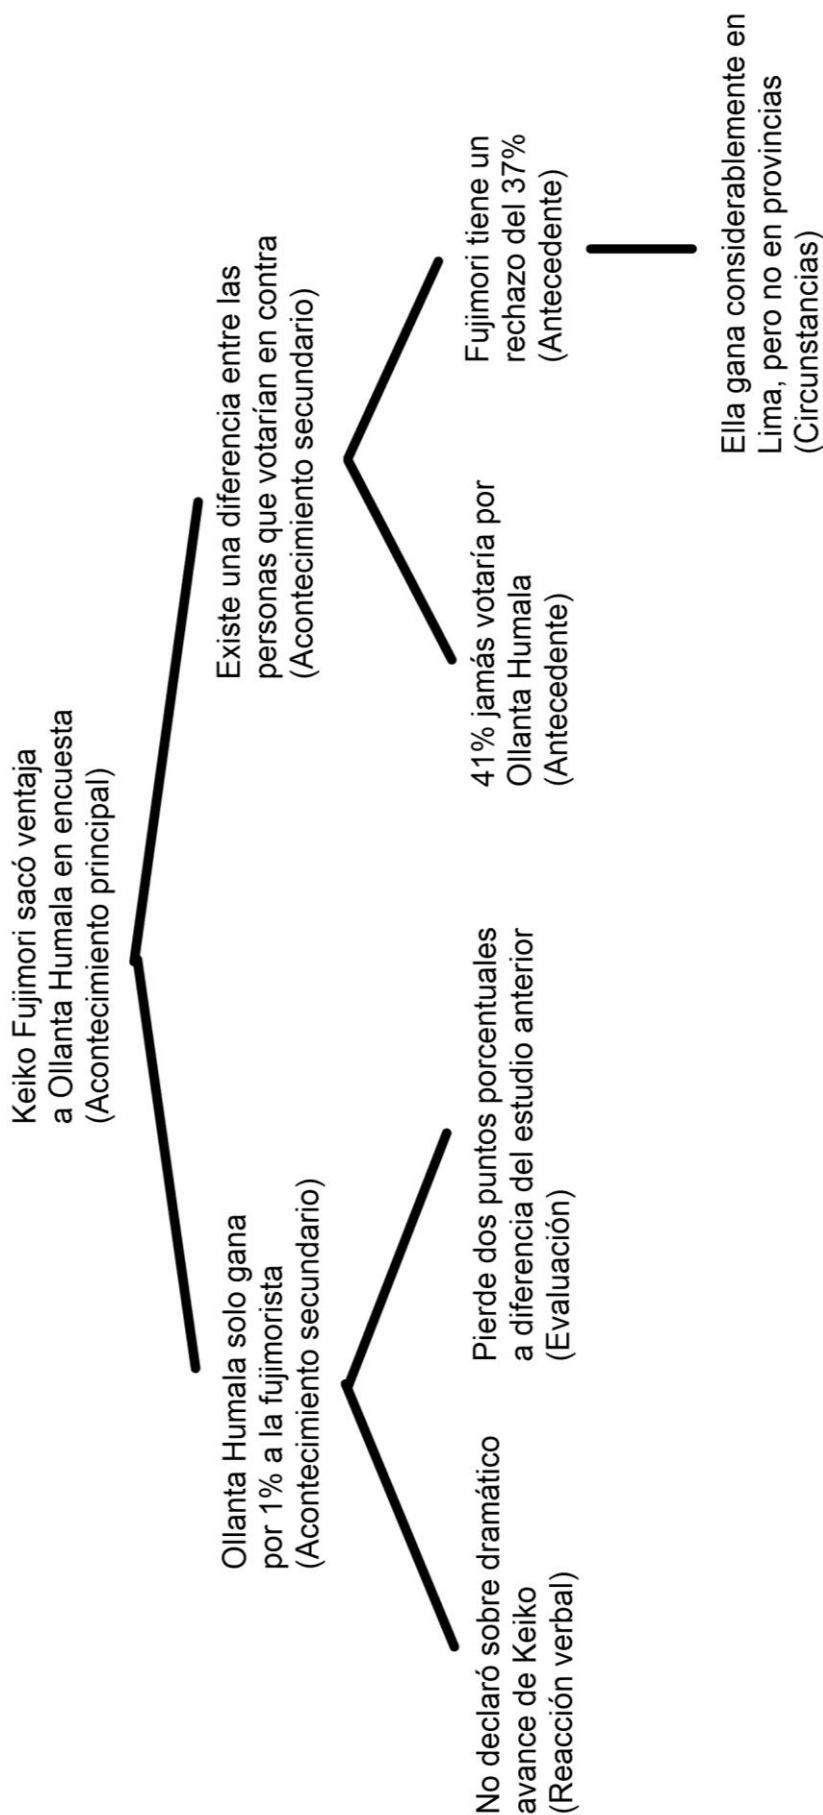 Keiko Fujimori sacó ventaja
a Ollanta Humala en encuesta
(Acontecimiento principal)
Ollanta Humala solo gana
por 1% a la fujimorista
(Acontecimiento secundario)
Existe una diferencia entre las
personas que votarían en contra
(Acontecimiento secundario)
No declaró sobre dramático
avance de Keiko
(Reacción verbal)
Pierde dos puntos porcentuales
a diferencia del estudio anterior
(Evaluación)
41% jamás votaría por
Ollanta Humala
(Antecedente)
Fujimori tiene un
rechazo del 37%
(Antecedente)
Ella gana considerablemente en
Lima, pero no en provincias
(Circunstancias)